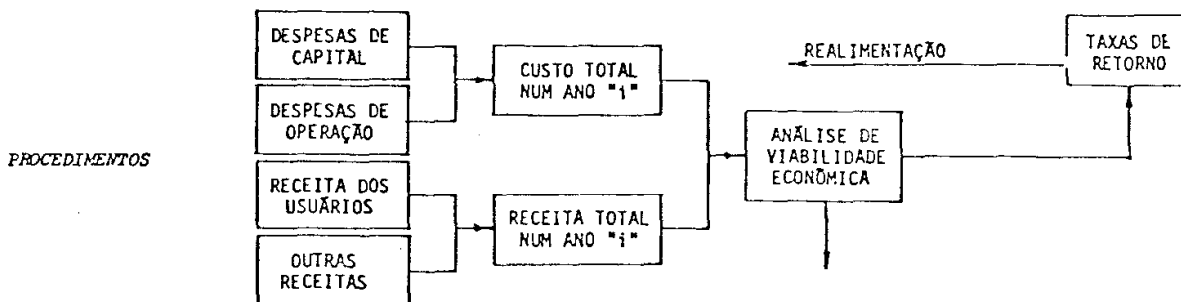 DESPESAS DE
CAPITAL
DESPESAS DE
OPERAÇÃO
PROCEDIMENTOS
RECEITA DOS
USUÁRIOS
OUTRAS
RECEITAS
CUSTO TOTAL
NUM ANO "i"
RECEITA TOTAL
NUM ANO "i"
ANÁLISE DE
VIABILIDADE
ECONÔMICA
REALIMENTAÇÃO
TAXAS DE
RETORNO